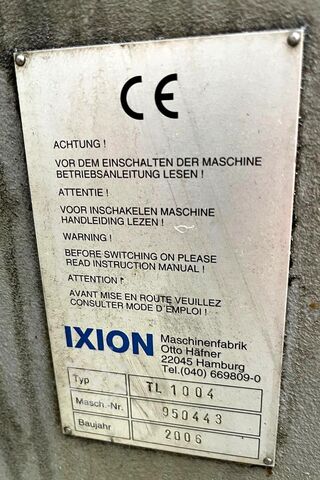 CE
ACHTUNG !
VOR DEM EINSCHALTEN DER MASCHINE
BETRIEBSANLEITUNG LESEN !
ATTENTIE !
VOOR INSCHAKELEN MASCHINE
HANDLEIDING LEZEN !
WARNING !
BEFORE SWITCHING ON PLEASE
READ INSTRUCTION MANUAL !
ATTENTION !
AVANT MISE EN ROUTE VEUILLEZ
CONSULTER MODE D'EMPLOI !
IXION Maschinenfabrik
Otto Häfner
22045 Hamburg
Tel.(040) 669809-0
Typ TL 1004
Masch.-Nr. 950443
Baujahr 2006